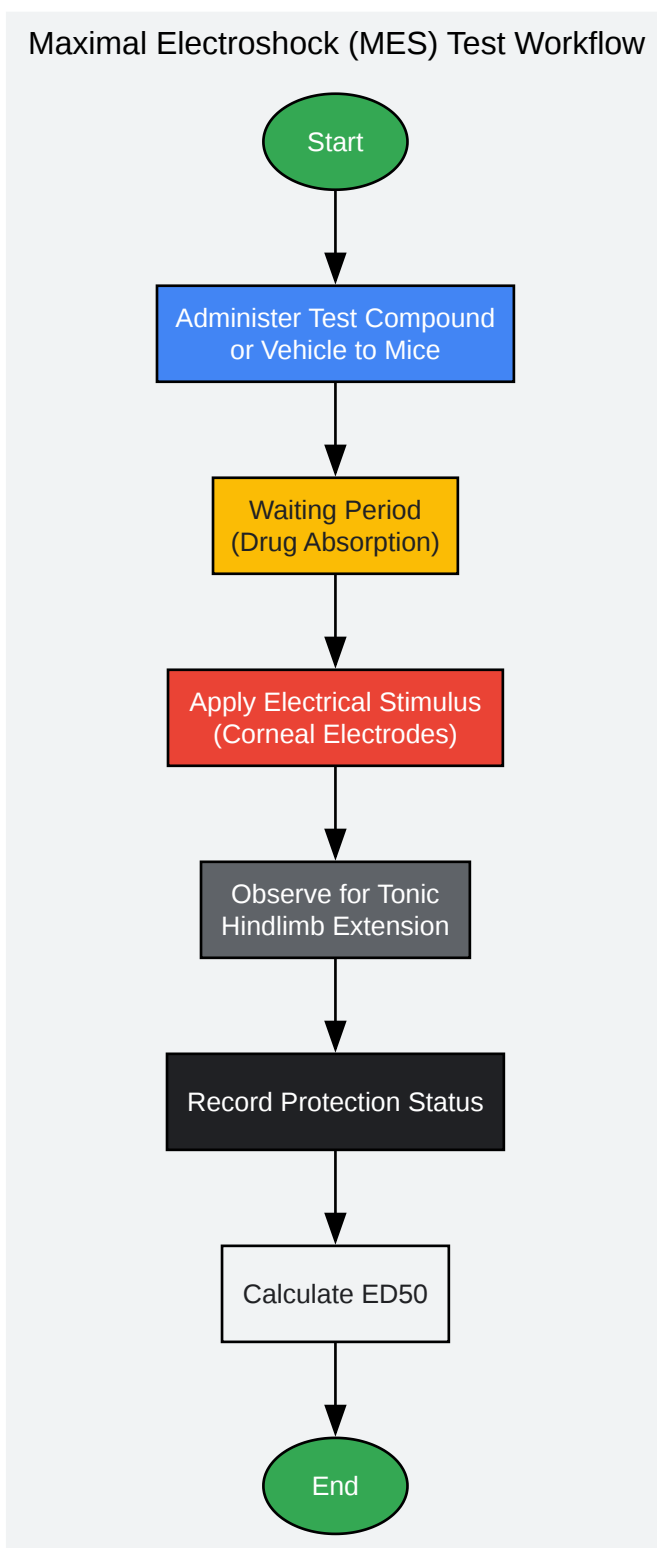 Maximal Electroshock (MES) Test Workflow
Start
Administer Test Compound
or Vehicle to Mice
Waiting Period
(Drug Absorption)
Apply Electrical Stimulus
(Corneal Electrodes)
Observe for Tonic
Hindlimb Extension
Record Protection Status
Calculate ED50
End